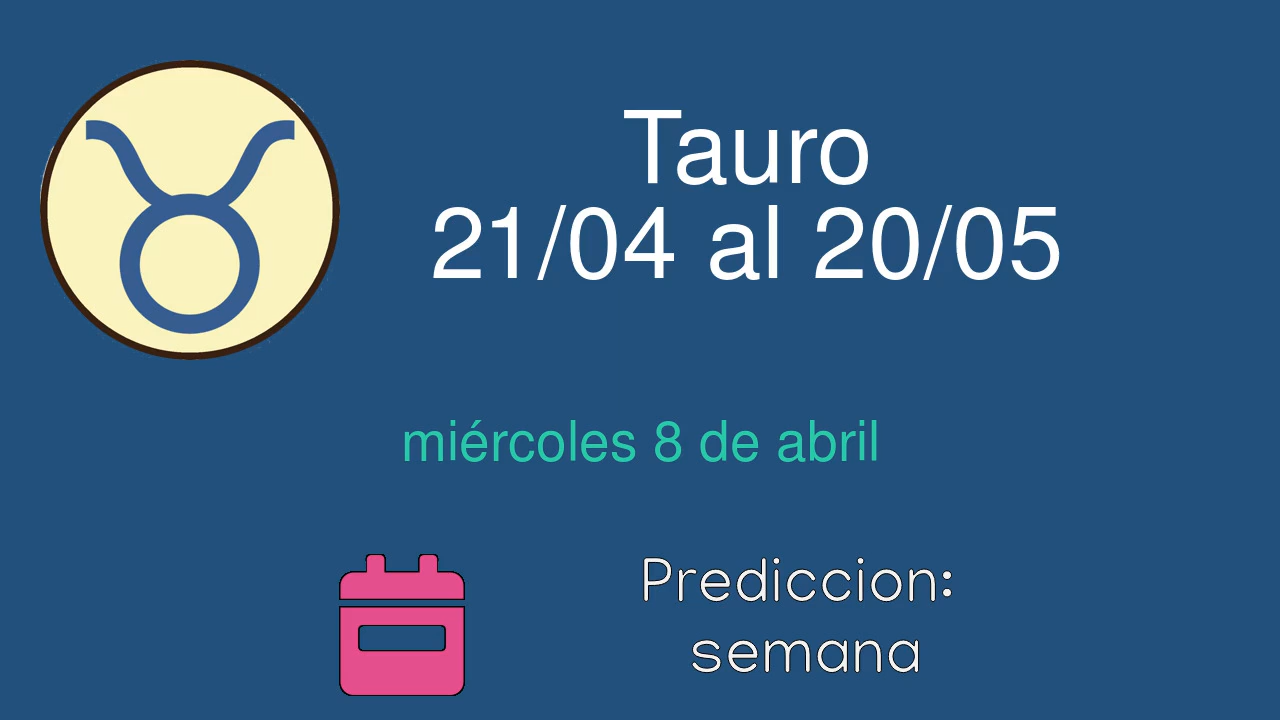 Tauro
21/04 al 20/05
miércoles 8 de abril
Prediccion:
semana